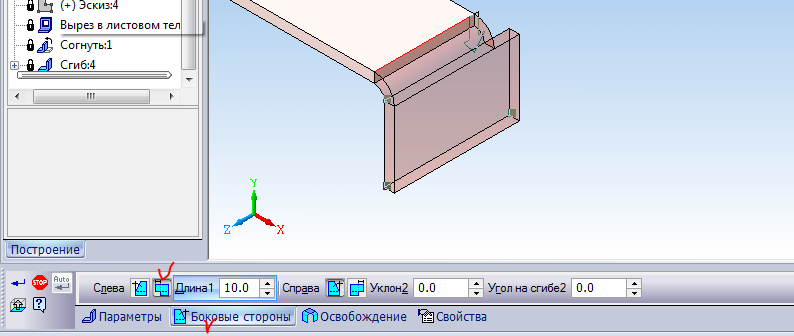 (+) Эскиз:4
Вырез в листовом тел
Согнуть:1
Сгиб:4
Y
Z
X
Построение
STOP
Auto
Слева
Длина1
10.0
Справа
Уклон2
0.0
Угол на сгибе2
0.0
Параметры
Боковые стороны
Освобождение
Свойства